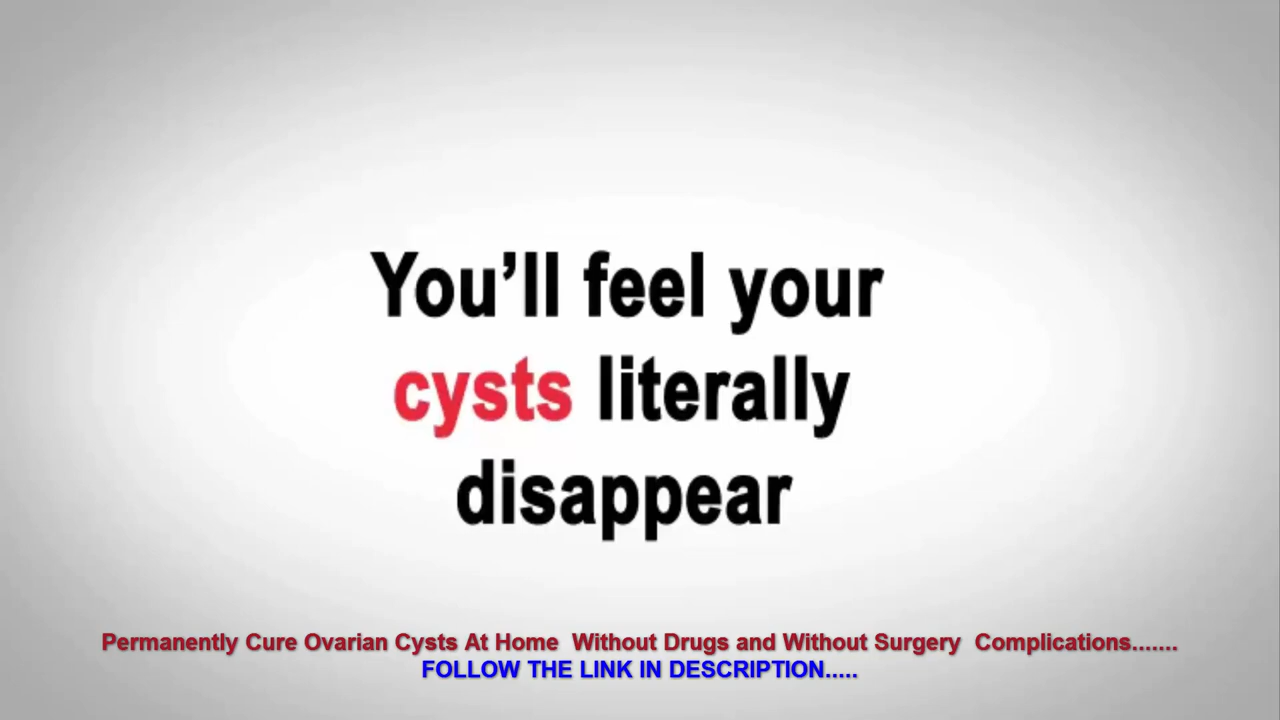 You’ll feel your
cysts literally
disappear
Permanently Cure Ovarian Cysts At Home  Without Drugs and Without Surgery  Complications.......
FOLLOW THE LINK IN DESCRIPTION.....